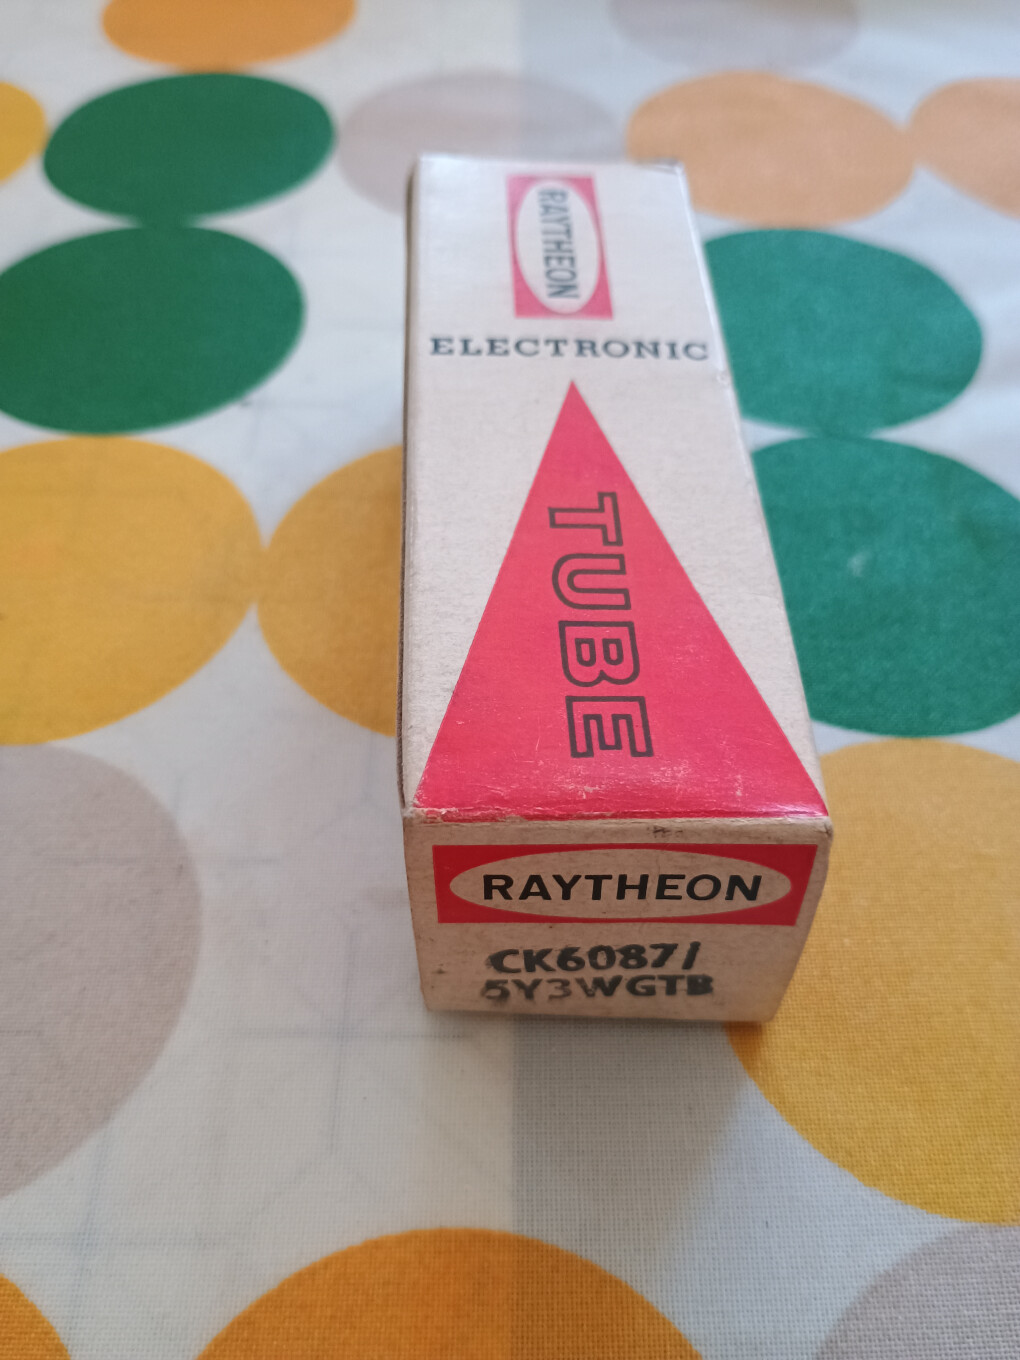 RAYTHEON
ELECTRONIC
TUBE
RAYTHEON
CK6087/
5Y3WGTB